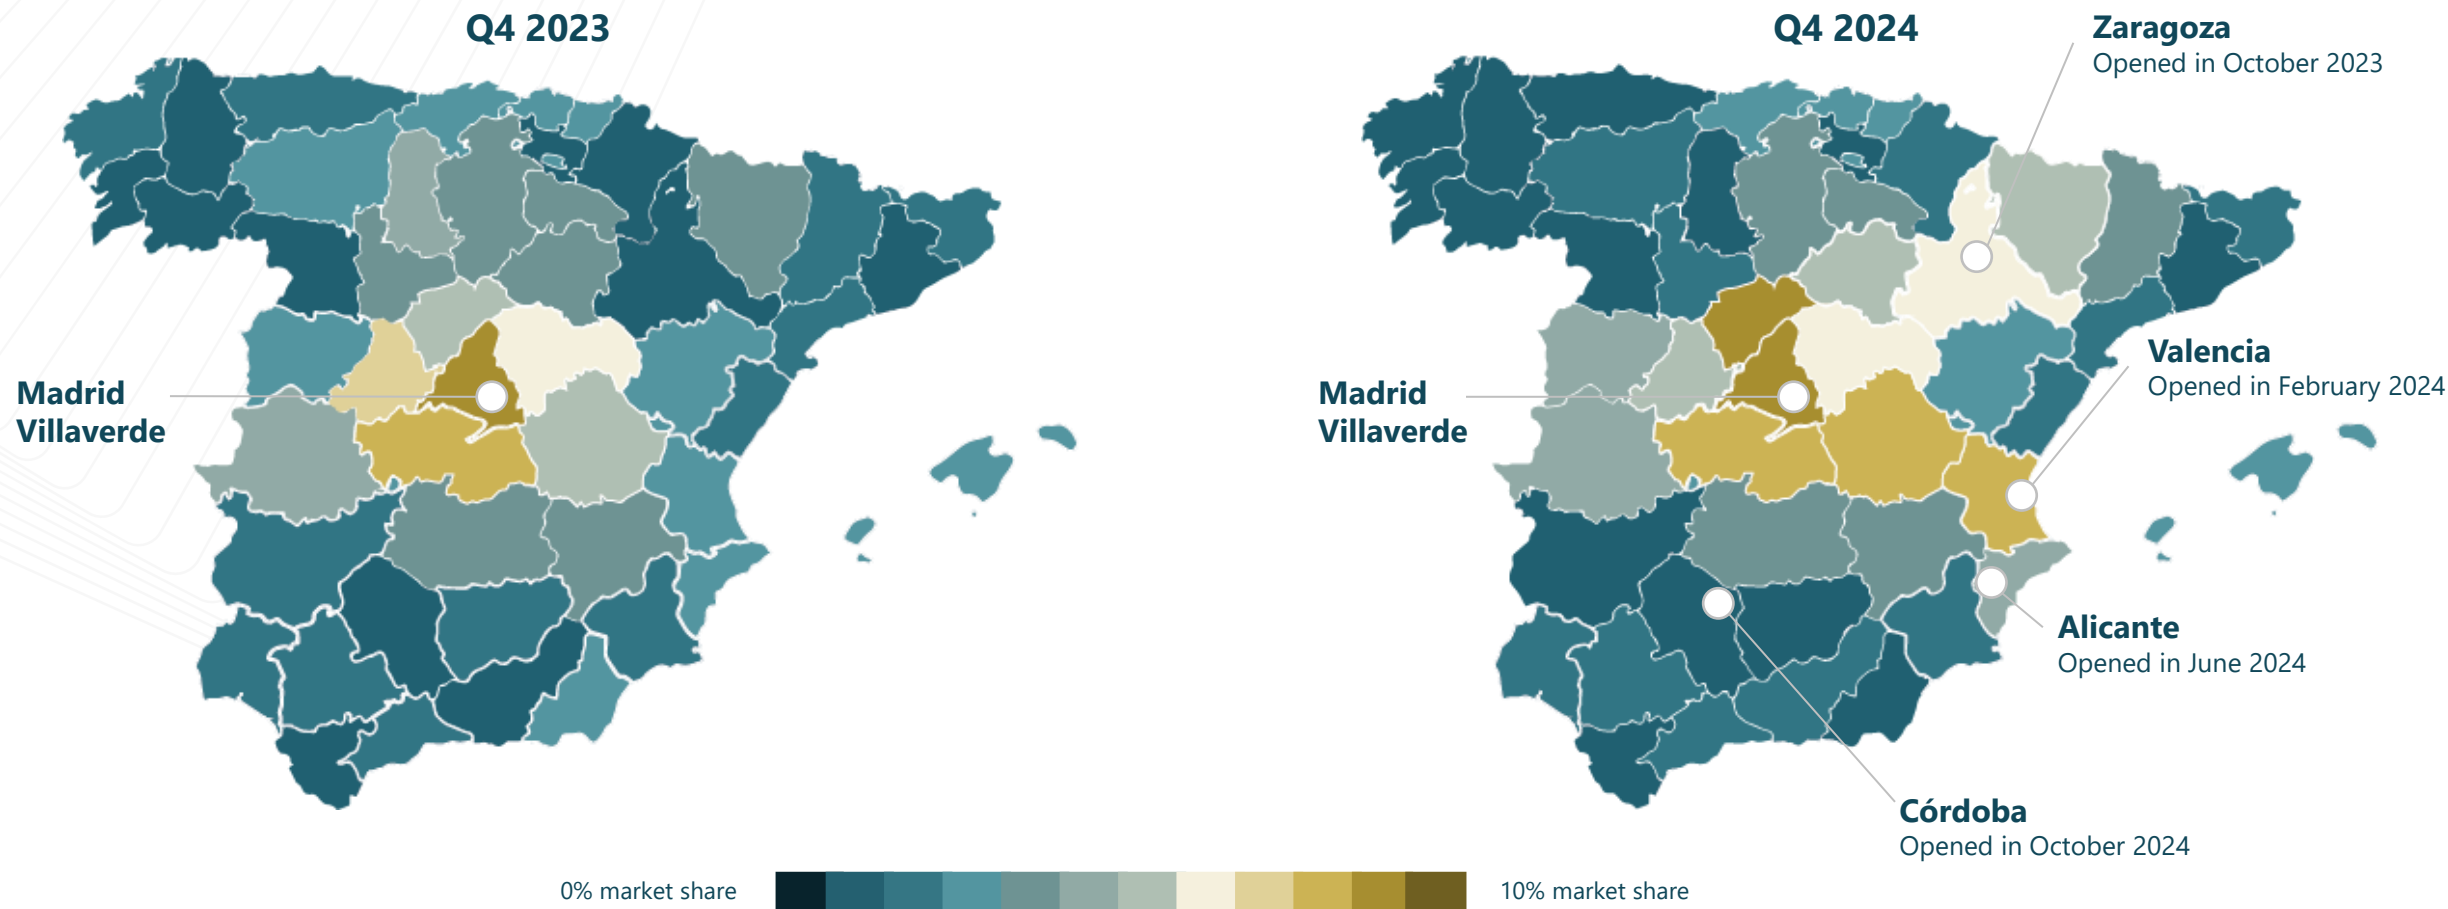 Q4 2023
Madrid
Villaverde
Q4 2024
Zaragoza
Opened in October 2023
Valencia
Opened in February 2024
Madrid
Villaverde
Alicante
Opened in June 2024
Córdoba
Opened in October 2024
0% market share
10% market share